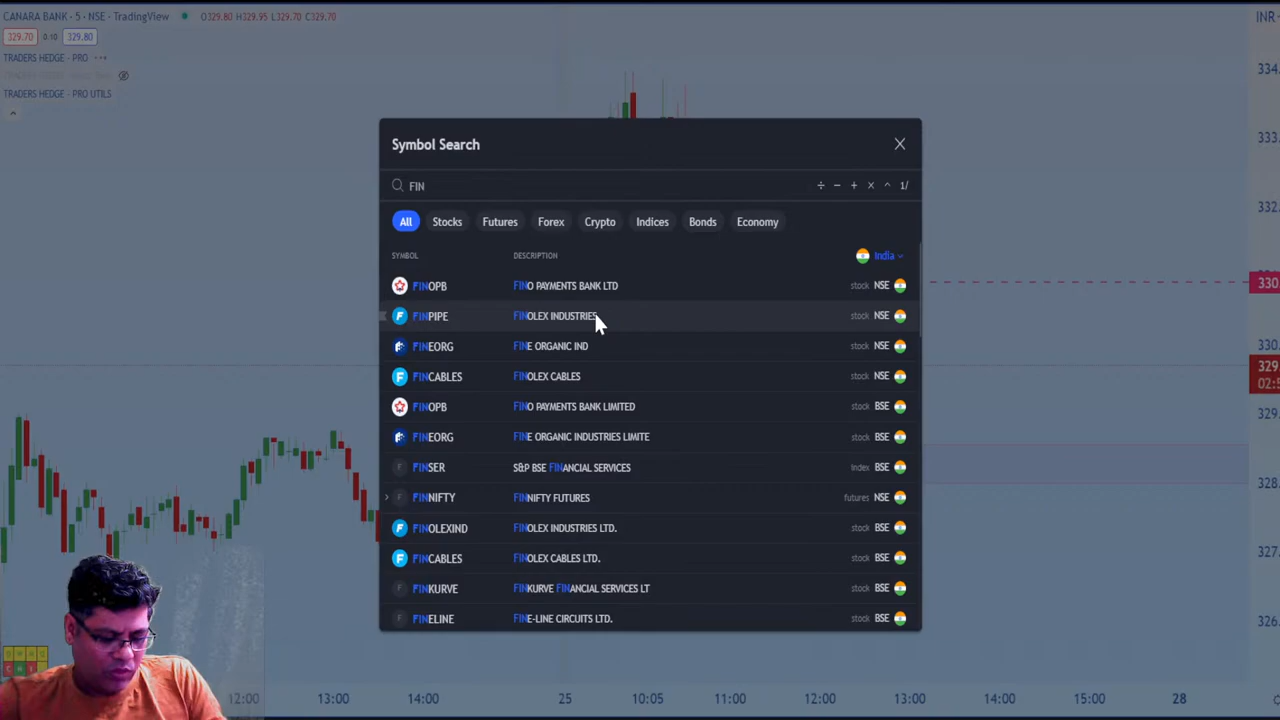 CANARA BANK · 5 · NSE · TradingView O329.80 H329.95 L329.70 C329.70
INR
329.70 0.10 329.80
TRADERS HEDGE - PRO
TRADERS HEDGE - PRO UTILS
334.
333.
332.
330.
330.
329.
02:5
329.
328.
327.
326.
Symbol Search
FIN
÷ − + × ^ 1/
All Stocks Futures Forex Crypto Indices Bonds Economy
SYMBOL DESCRIPTION India
FINOPB FINO PAYMENTS BANK LTD stock NSE
FINPIPE FINOLEX INDUSTRIES stock NSE
FINEORG FINE ORGANIC IND stock NSE
FINCABLES FINOLEX CABLES stock NSE
FINOPB FINO PAYMENTS BANK LIMITED stock BSE
FINEORG FINE ORGANIC INDUSTRIES LIMITE stock BSE
F FINSER S&P BSE FINANCIAL SERVICES Index BSE
F FINNIFTY FINNIFTY FUTURES futures NSE
FINOLEXIND FINOLEX INDUSTRIES LTD. stock BSE
FINCABLES FINOLEX CABLES LTD. stock BSE
F FINKURVE FINKURVE FINANCIAL SERVICES LT stock BSE
F FINELINE FINE-LINE CIRCUITS LTD. stock BSE
12:00 13:00 14:00 25 10:05 11:00 12:00 13:00 14:00 15:00 28